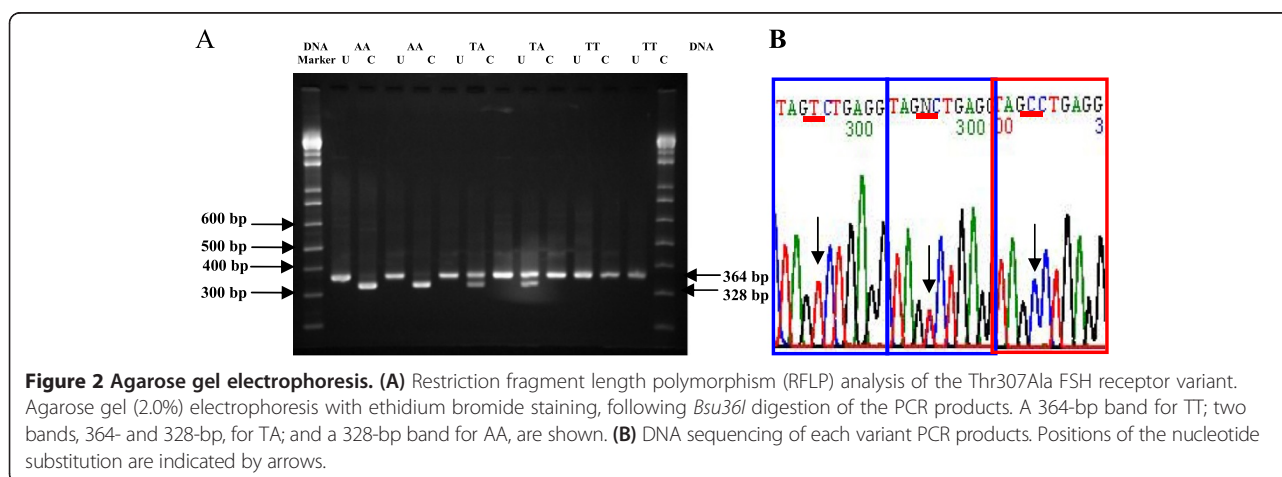 A
DNA AA AA TA TA TT TT DNA
Marker U C U C U C U C U C U C
600 bp
500 bp
400 bp
300 bp
364 bp
328 bp
B
TAGTCTGAGG TAGNCTGAGC TAGCCTGAGG
300 300 00 3
Figure 2 Agarose gel electrophoresis. (A) Restriction fragment length polymorphism (RFLP) analysis of the Thr307Ala FSH receptor variant.
Agarose gel (2.0%) electrophoresis with ethidium bromide staining, following Bsu36I digestion of the PCR products. A 364-bp band for TT; two
bands, 364- and 328-bp, for TA; and a 328-bp band for AA, are shown. (B) DNA sequencing of each variant PCR products. Positions of the nucleotide
substitution are indicated by arrows.